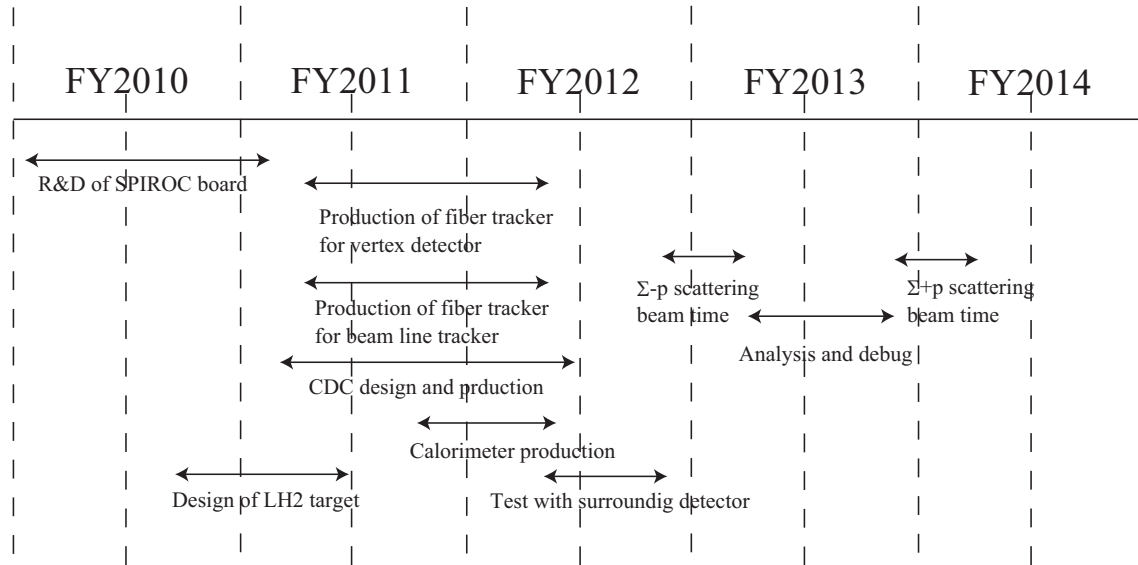 FY2010 FY2011 FY2012 FY2013 FY2014
R&D of SPIROC board
Production of fiber tracker
for vertex detector
Σ-p scattering
beam time
Σ+p scattering
beam time
Production of fiber tracker
for beam line tracker
Analysis and debug
CDC design and prduction
Calorimeter production
Design of LH2 target
Test with surroundig detector